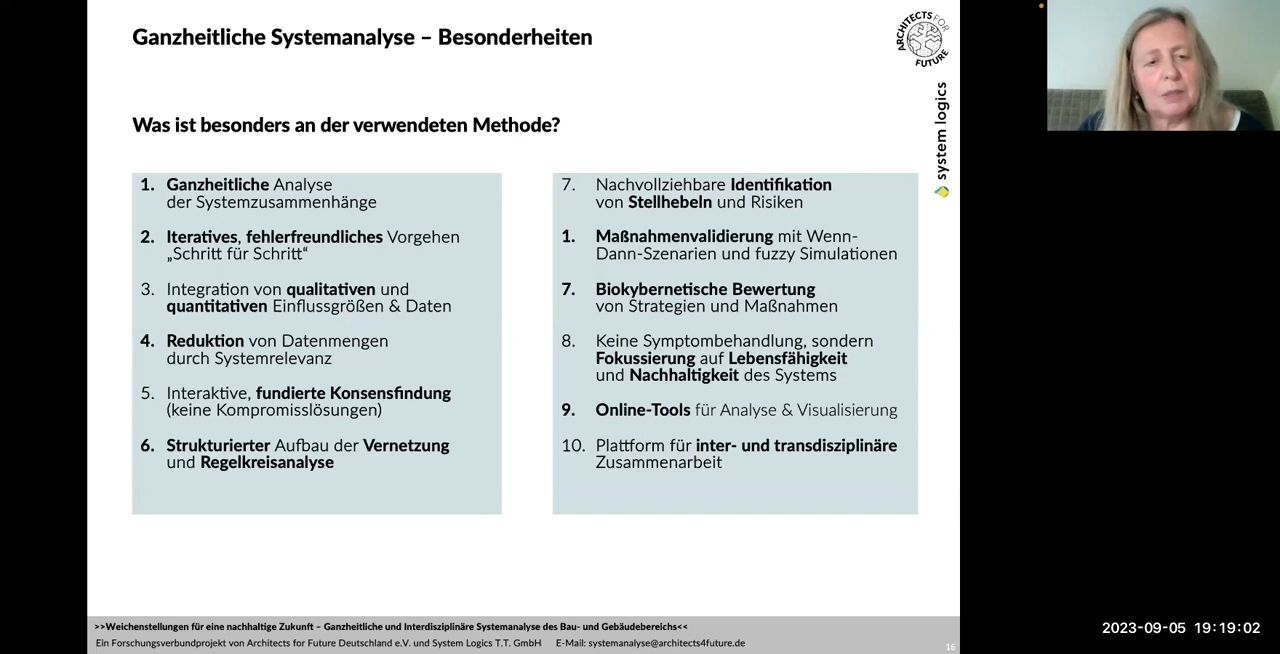 Ganzheitliche Systemanalyse – Besonderheiten
ARCHITECTS FOR FUTURE
system logics
Was ist besonders an der verwendeten Methode?
1. Ganzheitliche Analyse
der Systemzusammenhänge
2. Iteratives, fehlerfreundliches Vorgehen
„Schritt für Schritt“
3. Integration von qualitativen und
quantitativen Einflussgrößen & Daten
4. Reduktion von Datenmengen
durch Systemrelevanz
5. Interaktive, fundierte Konsensfindung
(keine Kompromisslösungen)
6. Strukturierter Aufbau der Vernetzung
und Regelkreisanalyse
7. Nachvollziehbare Identifikation
von Stellhebeln und Risiken
1. Maßnahmenvalidierung mit Wenn-
Dann-Szenarien und fuzzy Simulationen
7. Biokybernetische Bewertung
von Strategien und Maßnahmen
8. Keine Symptombehandlung, sondern
Fokussierung auf Lebensfähigkeit
und Nachhaltigkeit des Systems
9. Online-Tools für Analyse & Visualisierung
10. Plattform für inter- und transdisziplinäre
Zusammenarbeit
>>Weichenstellungen für eine nachhaltige Zukunft – Ganzheitliche und Interdisziplinäre Systemanalyse des Bau- und Gebäudebereichs<<
Ein Forschungsverbundprojekt von Architects for Future Deutschland e.V. und System Logics T.T. GmbH E-Mail: systemanalyse@architects4future.de
16
2023-09-05 19:19:02